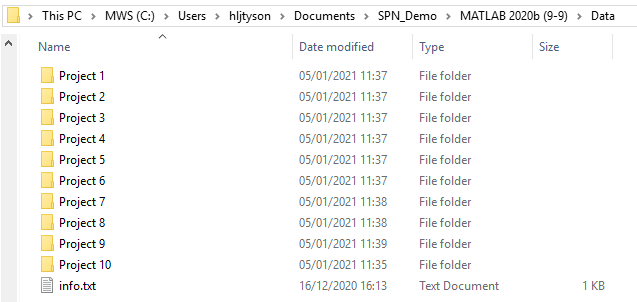 This PC > MWS (C:) > Users > hljtyson > Documents > SPN_Demo > MATLAB 2020b (9-9) > Data
Name Date modified Type Size
Project 1 05/01/2021 11:37 File folder
Project 2 05/01/2021 11:37 File folder
Project 3 05/01/2021 11:37 File folder
Project 4 05/01/2021 11:37 File folder
Project 5 05/01/2021 11:37 File folder
Project 6 05/01/2021 11:37 File folder
Project 7 05/01/2021 11:38 File folder
Project 8 05/01/2021 11:38 File folder
Project 9 05/01/2021 11:39 File folder
Project 10 05/01/2021 11:35 File folder
info.txt 16/12/2020 16:13 Text Document 1 KB